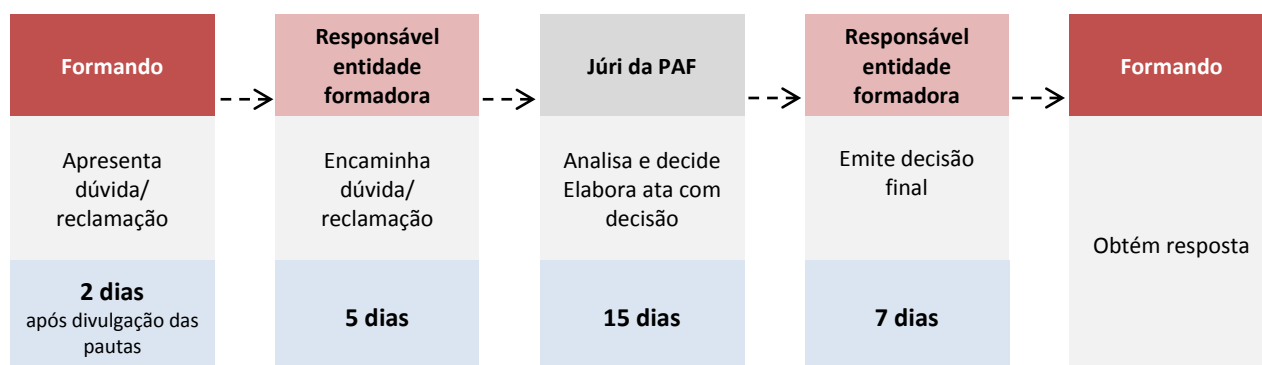 Formando
Apresenta
dúvida/
reclamação
2 dias
após divulgação das
pautas
Responsável
entidade
formadora
Encaminha
dúvida/
reclamação
5 dias
Júri da PAF
Analisa e decide
Elabora ata com
decisão
15 dias
Responsável
entidade
formadora
Emite decisão
final
7 dias
Formando
Obtém resposta